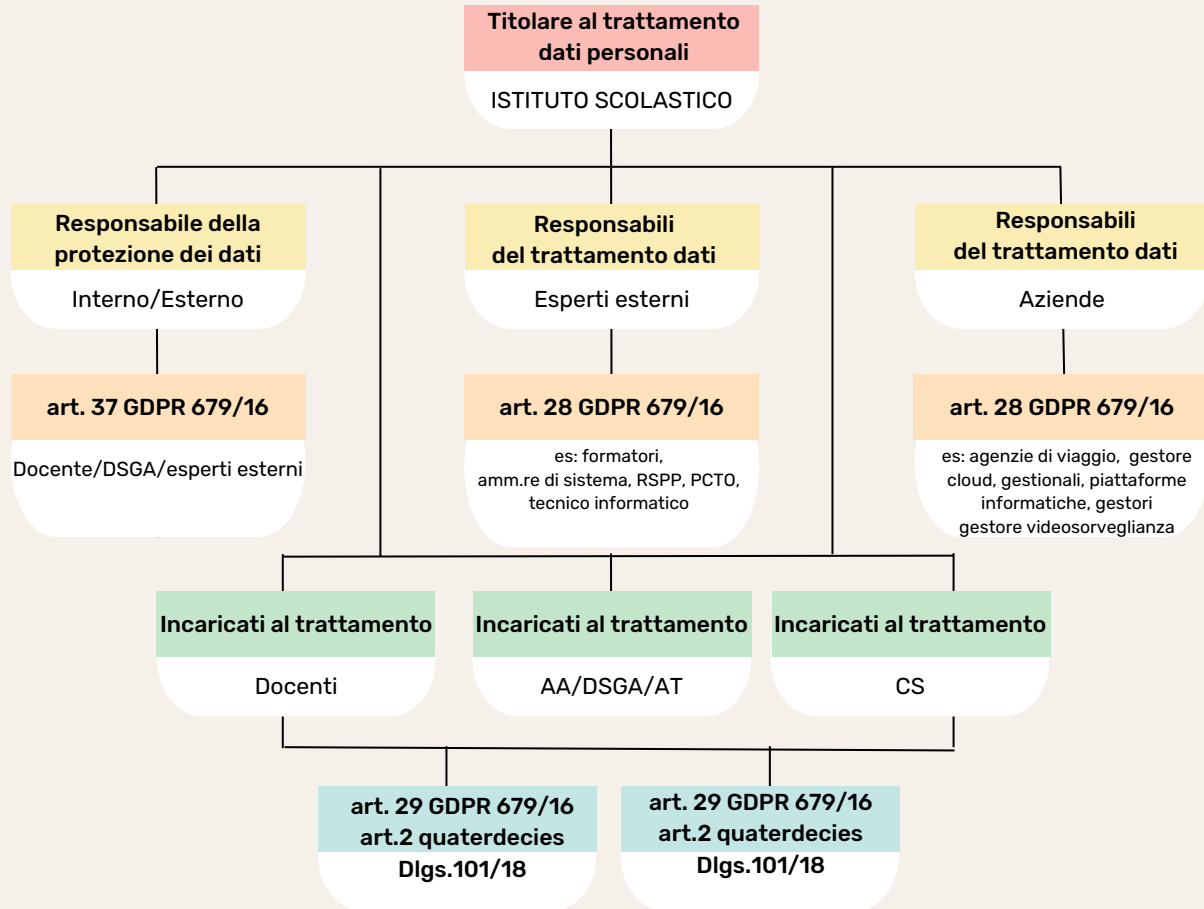 Titolare al trattamento
dati personali
ISTITUTO SCOLASTICO
Responsabile della
protezione dei dati
Interno/Esterno
Responsabili
del trattamento dati
Esperti esterni
Responsabili
del trattamento dati
Aziende
art. 37 GDPR 679/16
Docente/DSGA/esperti esterni
art. 28 GDPR 679/16
es: formatori,
amm.re di sistema, RSPP, PCTO,
tecnico informatico
art. 28 GDPR 679/16
es: agenzie di viaggio, gestore
cloud, gestionali, piattaforme
informatiche, gestori
gestore videosorveglianza
Incaricati al trattamento
Docenti
Incaricati al trattamento
AA/DSGA/AT
Incaricati al trattamento
CS
art. 29 GDPR 679/16
art.2 quaterdecies
Dlgs.101/18
art. 29 GDPR 679/16
art.2 quaterdecies
Dlgs.101/18